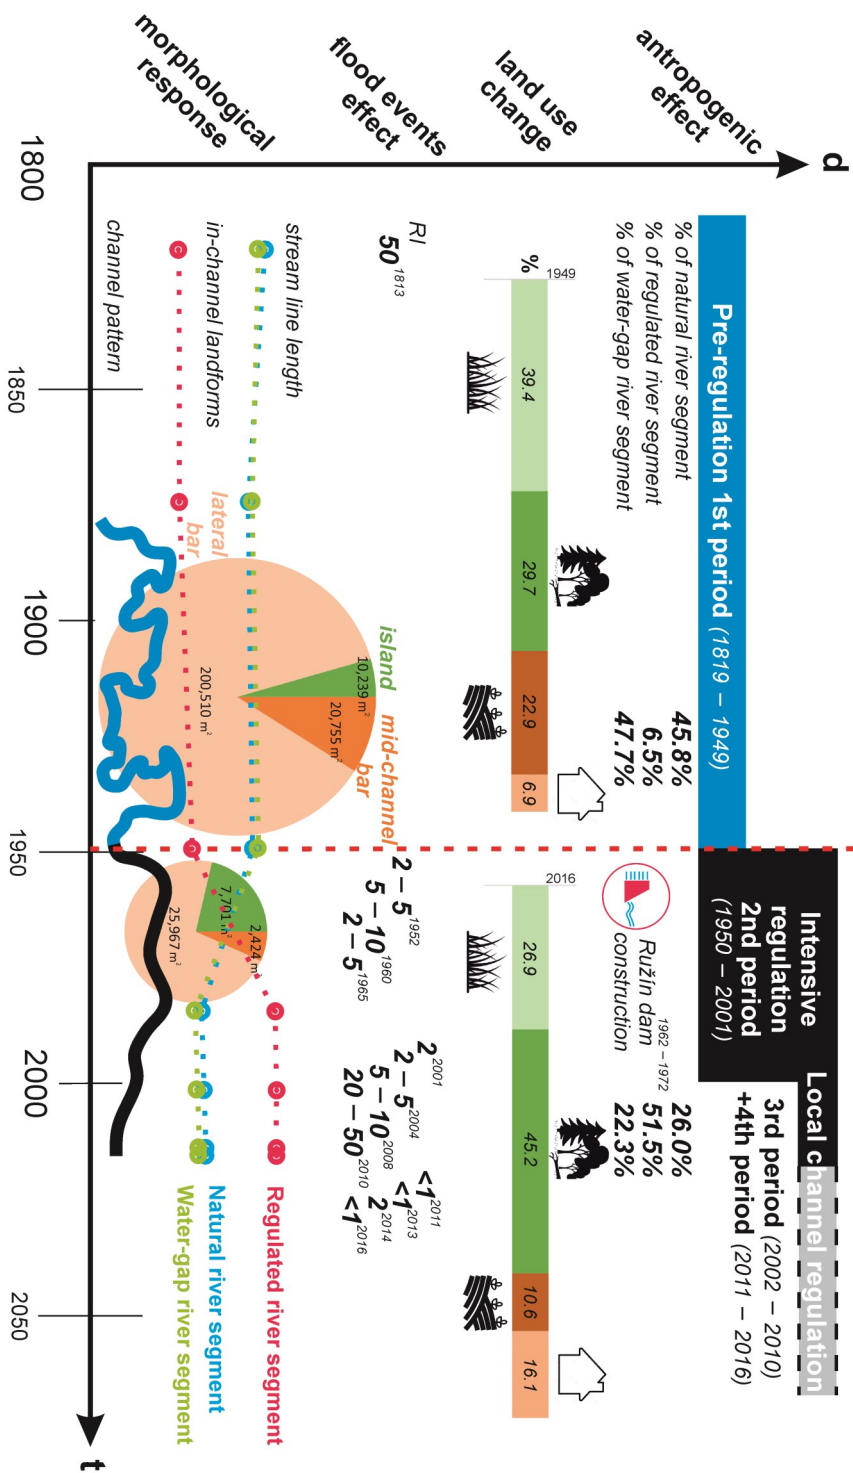 d
Local channel regulation
Pre-regulation 1st period (1819 – 1949)
Intensive
regulation
2nd period
(1950 – 2001)
3rd period (2002 – 2010)
+4th period (2011 – 2016)
antropogenic
effect
% of natural river segment 45.8%
% of regulated river segment 6.5%
% of water-gap river segment 47.7%
Ružín dam 1962 – 1972
construction
26.0%
51.5%
22.3%
land use
change
1949
%
39.4
29.7
22.9
6.9
2016
26.9
45.2
10.6
16.1
flood events
effect
RI
50 1813
2 – 5 1952
5 – 10 1960
2 – 5 1965
2 2001
2 – 5 2004
5 – 10 2008
20 – 50 2010
<1 2011
<1 2013
2 2014
<1 2016
morphological
response
stream line length
in-channel landforms
channel pattern
island
mid-channel
bar
lateral
bar
10,239 m²
20,755 m²
200,510 m²
7,701 m²
2,424 m²
25,967 m²
Regulated river segment
Natural river segment
Water-gap river segment
t
1800
1850
1900
1950
2000
2050